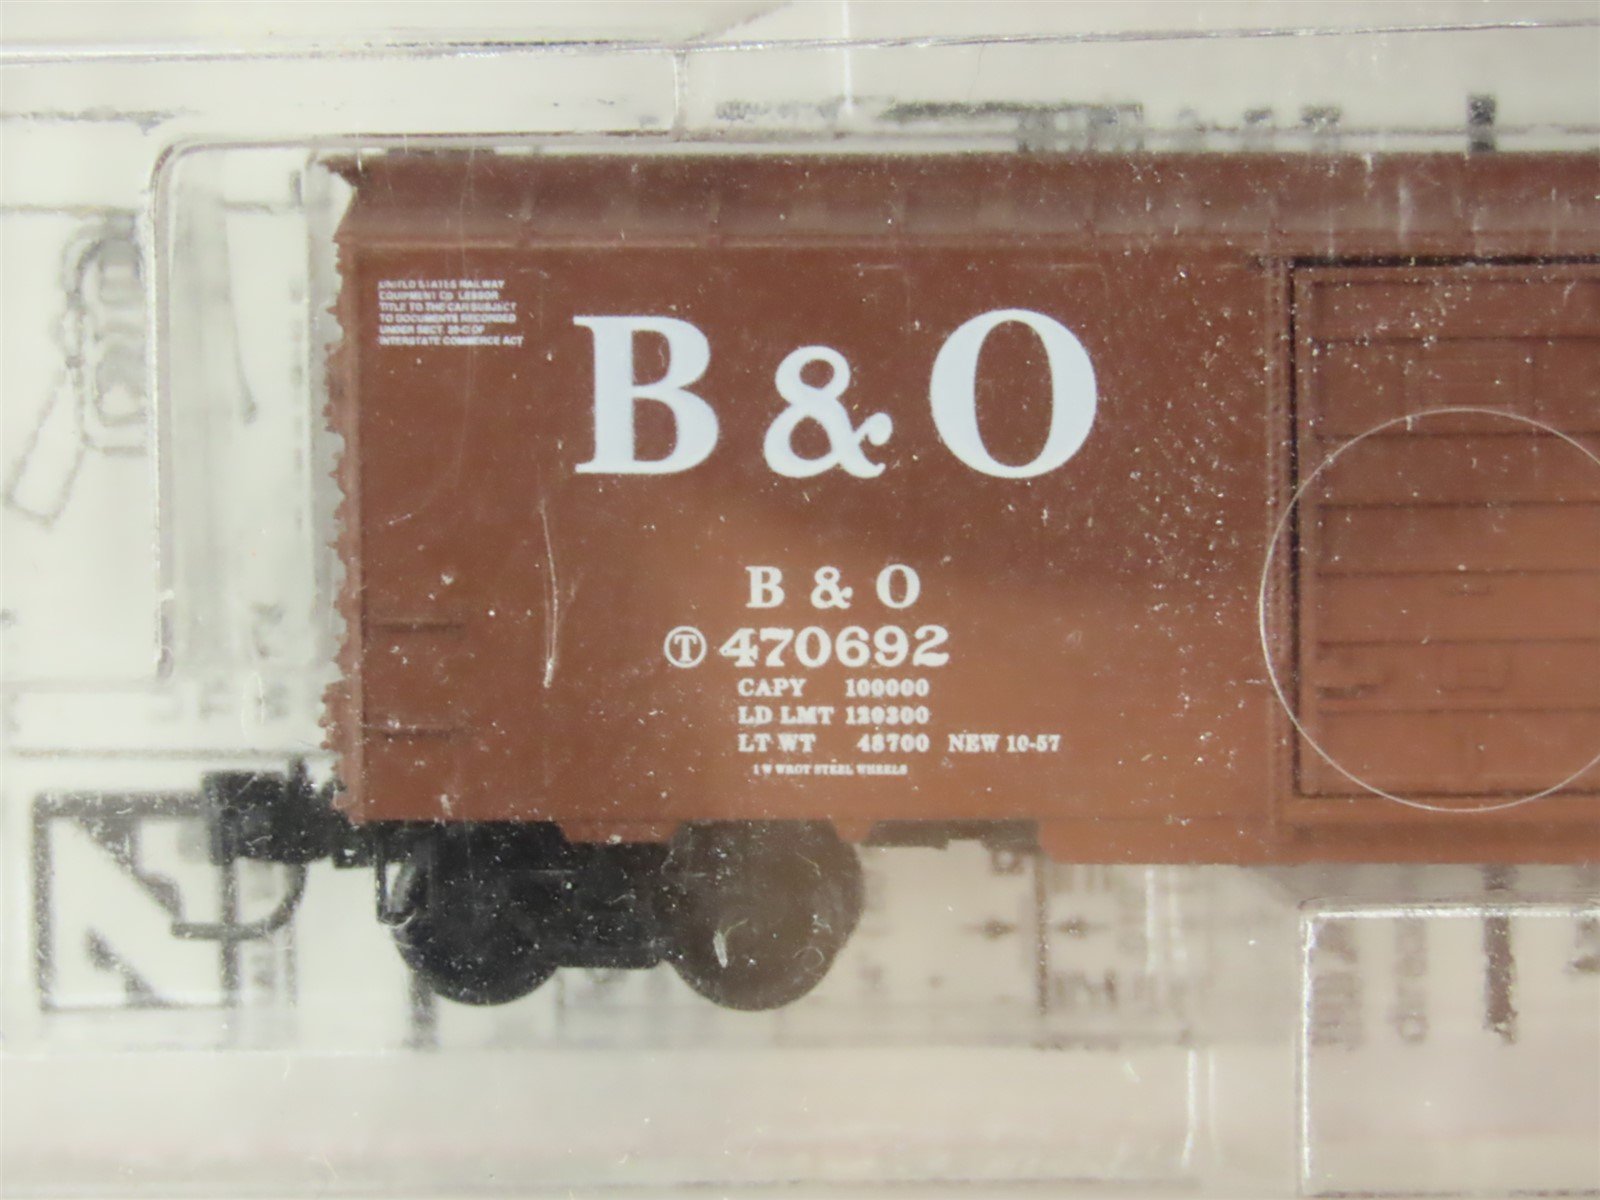 UNITED STATES RAILWAY
EQUIPMENT CO. LESSOR
TITLE TO THE CAR SUBJECT
TO DOCUMENTS RECORDED
UNDER SECT. 20-C OF
INTERSTATE COMMERCE ACT
B & O
B & O
T 470692
CAPY 100000
LD LMT 120300
LT WT 48700 NEW 10-57
1 W WROT STEEL WHEELS